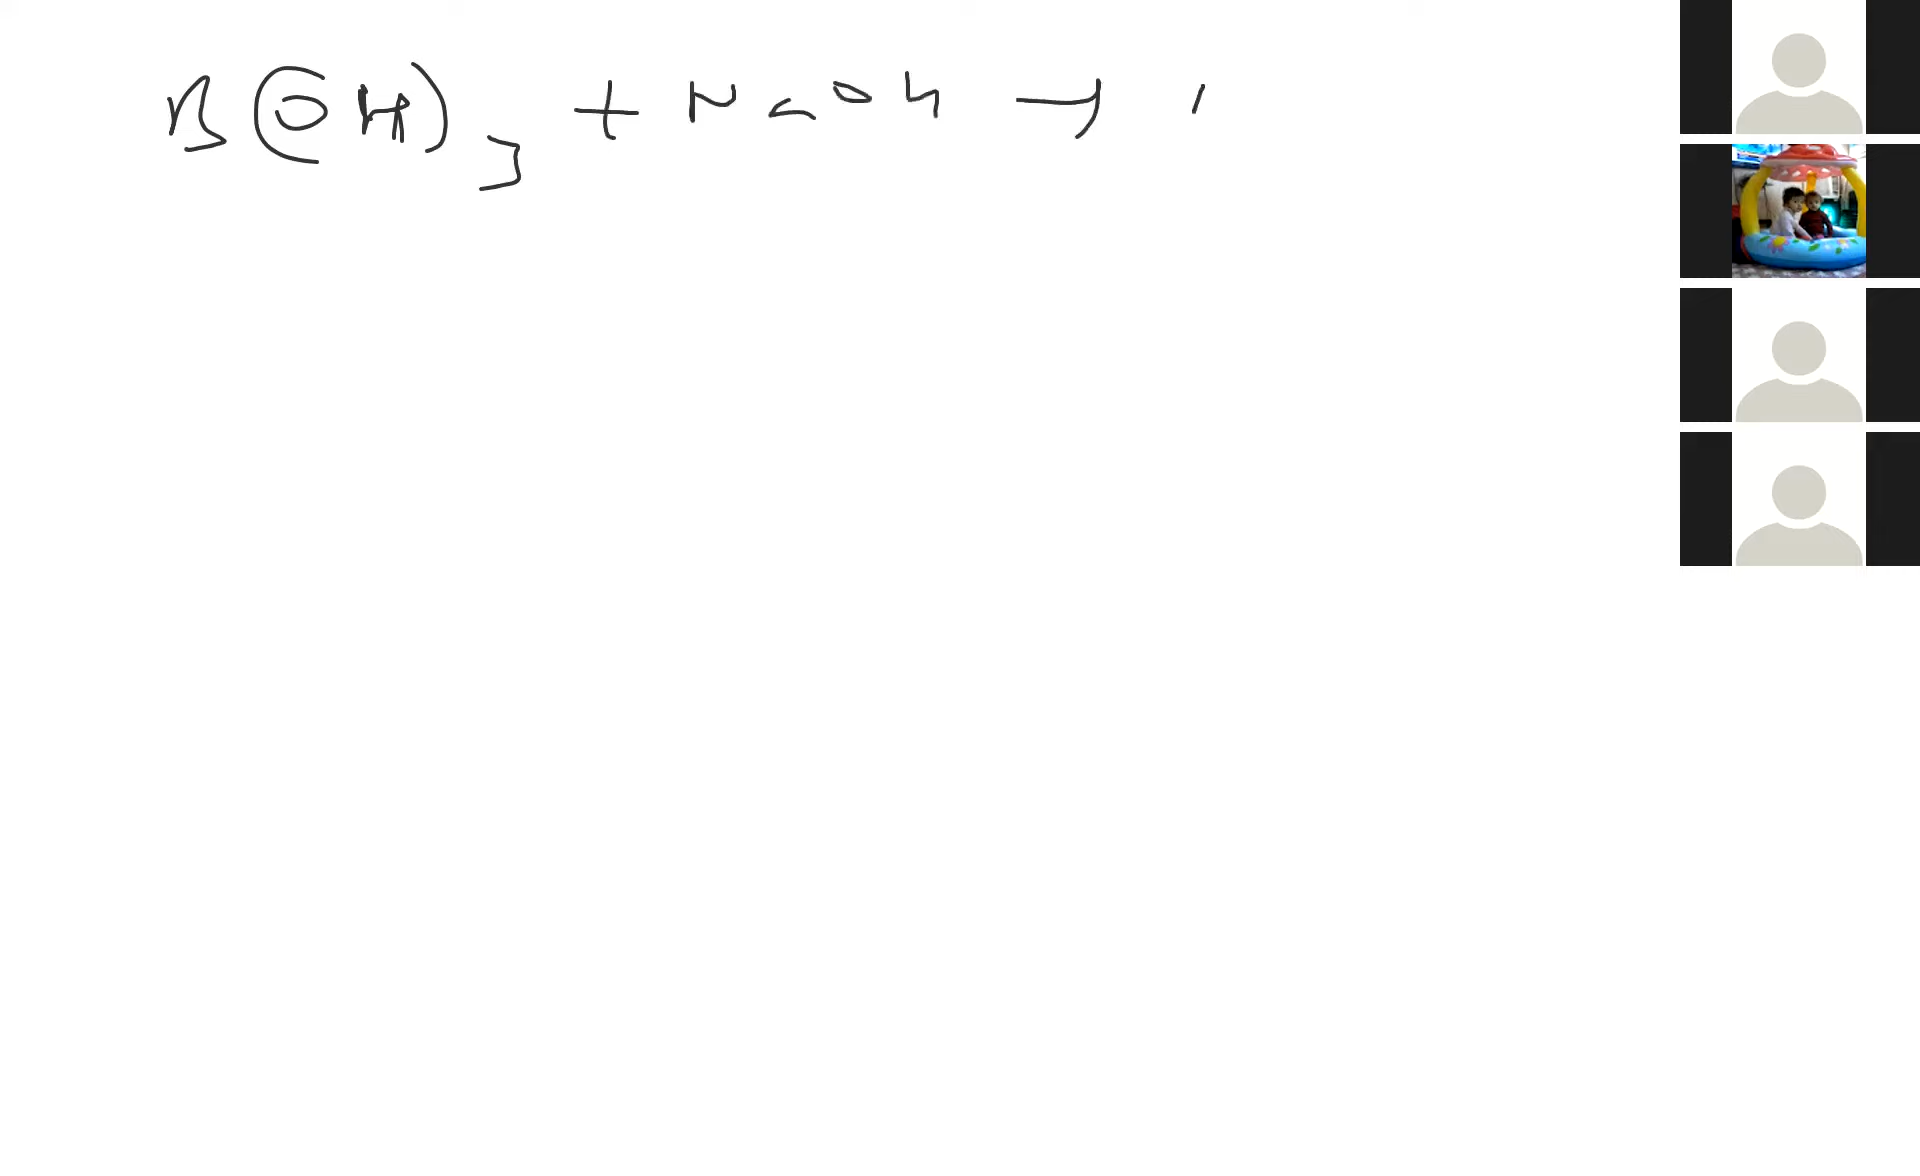 B(OH)₃ + NaOH →